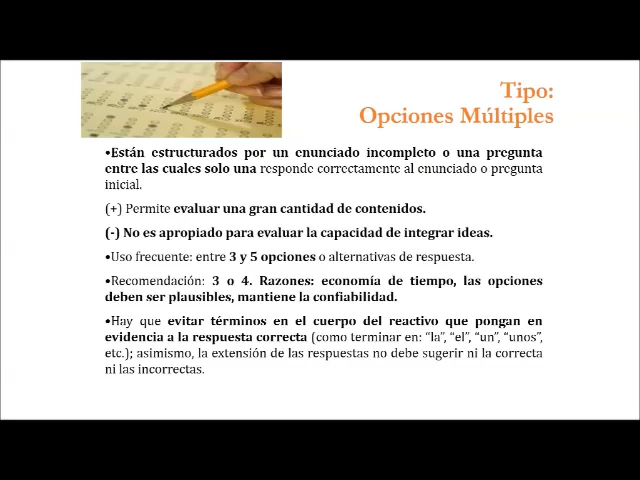 Tipo:
Opciones Múltiples
•Están estructurados por un enunciado incompleto o una pregunta
entre las cuales solo una responde correctamente al enunciado o pregunta
inicial.
(+) Permite evaluar una gran cantidad de contenidos.
(-) No es apropiado para evaluar la capacidad de integrar ideas.
•Uso frecuente: entre 3 y 5 opciones o alternativas de respuesta.
•Recomendación: 3 o 4. Razones: economía de tiempo, las opciones
deben ser plausibles, mantiene la confiabilidad.
•Hay que evitar términos en el cuerpo del reactivo que pongan en
evidencia a la respuesta correcta (como terminar en: “la”, “el”, “un”, “unos”,
etc.); asimismo, la extensión de las respuestas no debe sugerir ni la correcta
ni las incorrectas.